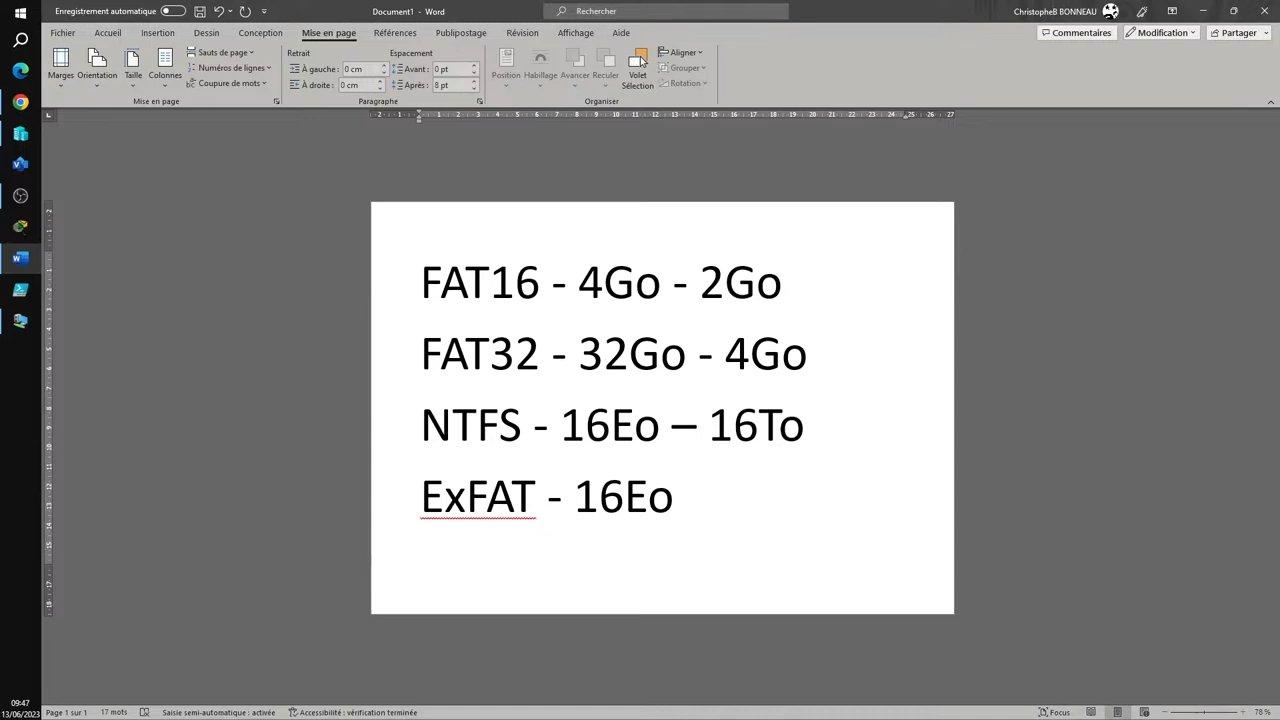 Enregistrement automatique
Document1 - Word
Rechercher
ChristopheB BONNEAU
Fichier Accueil Insertion Dessin Conception Mise en page Références Publipostage Révision Affichage Aide
Commentaires Modification Partager
Marges Orientation Taille Colonnes
Sauts de page
Numéros de lignes
Coupure de mots
Mise en page
Retrait Espacement
À gauche : 0 cm Avant : 0 pt
À droite : 0 cm Après : 8 pt
Paragraphe
Position Habillage Avancer Reculer Volet Sélection
Aligner
Grouper
Rotation
Organiser
FAT16 - 4Go - 2Go
FAT32 - 32Go - 4Go
NTFS - 16Eo – 16To
ExFAT - 16Eo
09:47
13/06/2023
Page 1 sur 1 17 mots Saisie semi-automatique : activée Accessibilité : vérification terminée Focus 78 %